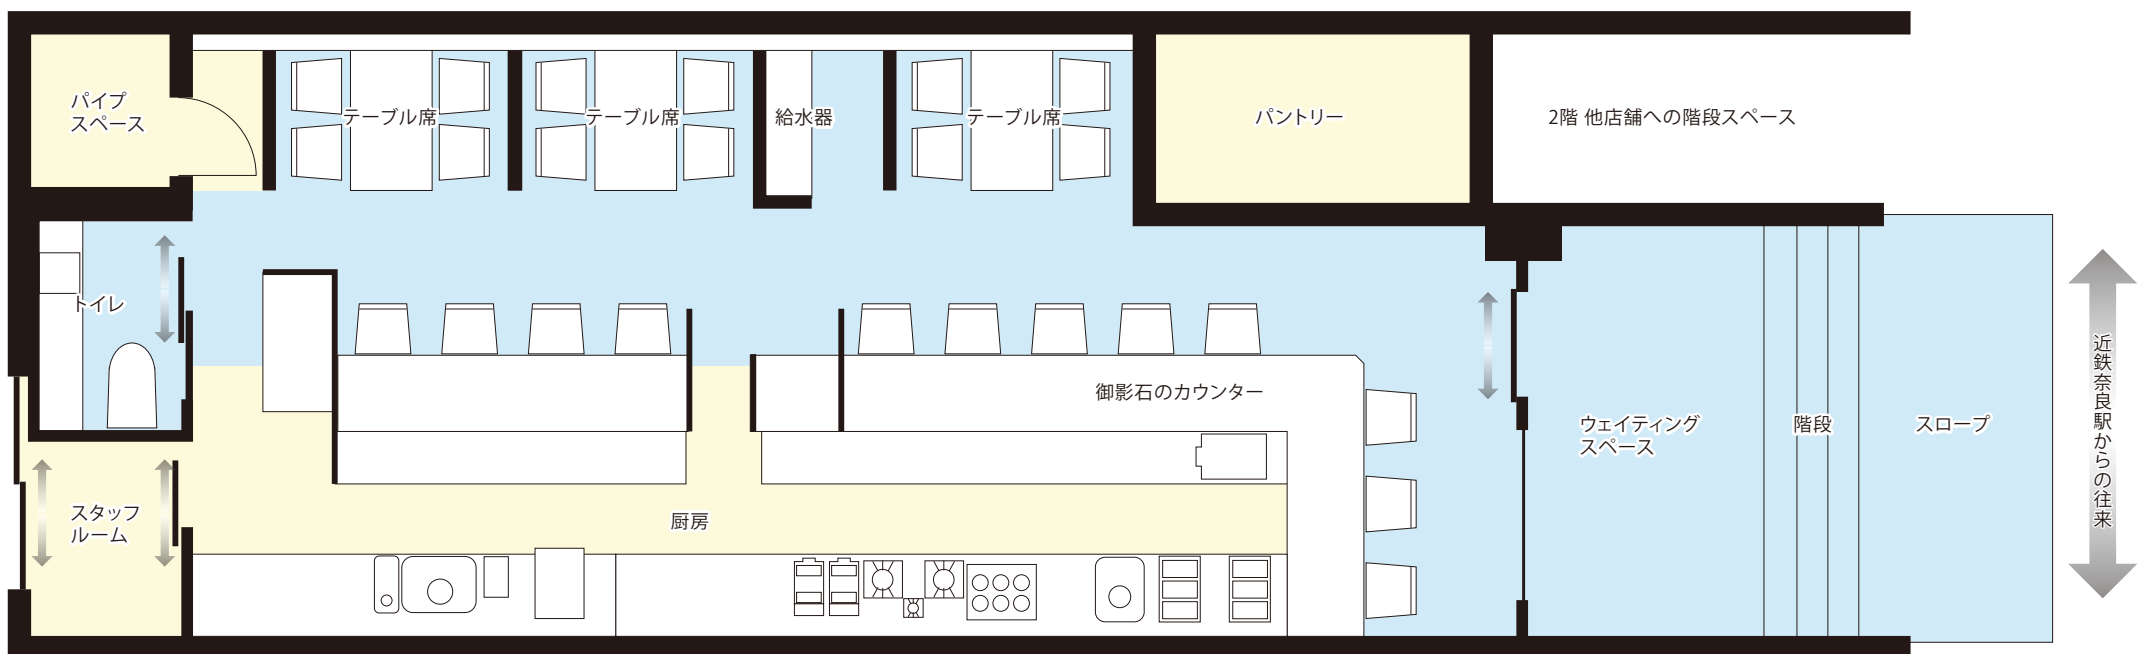 パイプ
スペース
テーブル席
テーブル席
給水器
テーブル席
パントリー
2階 他店舗への階段スペース
トイレ
御影石のカウンター
ウェイティング
スペース
階段
スロープ
近鉄奈良駅からの往来
スタッフ
ルーム
厨房